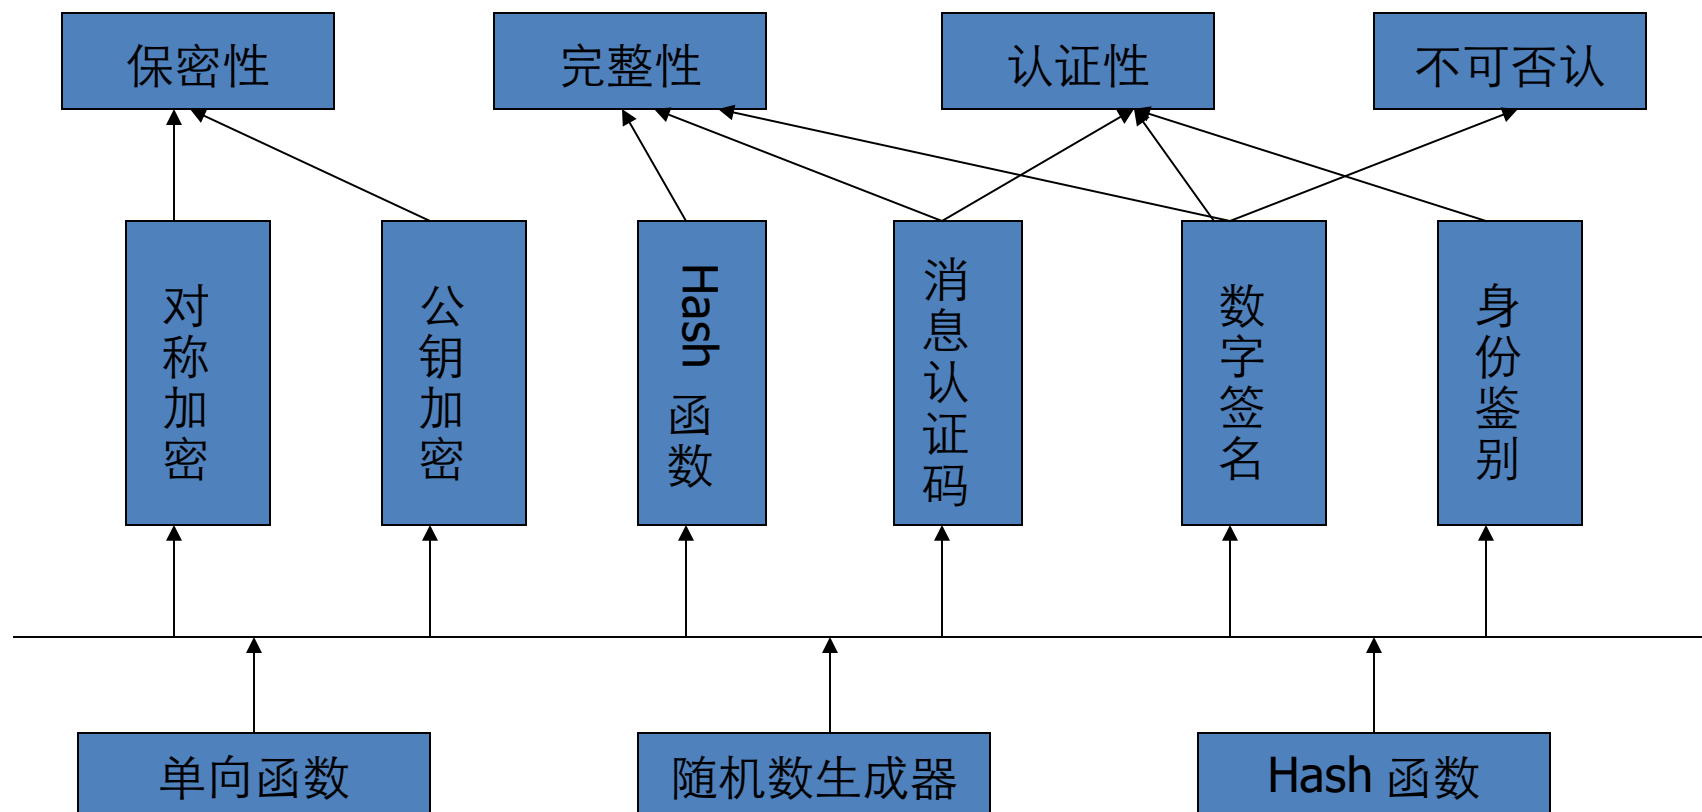 保密性
完整性
认证性
不可否认
对称加密
公钥加密
Hash 函数
消息认证码
数字签名
身份鉴别
单向函数
随机数生成器
Hash 函数